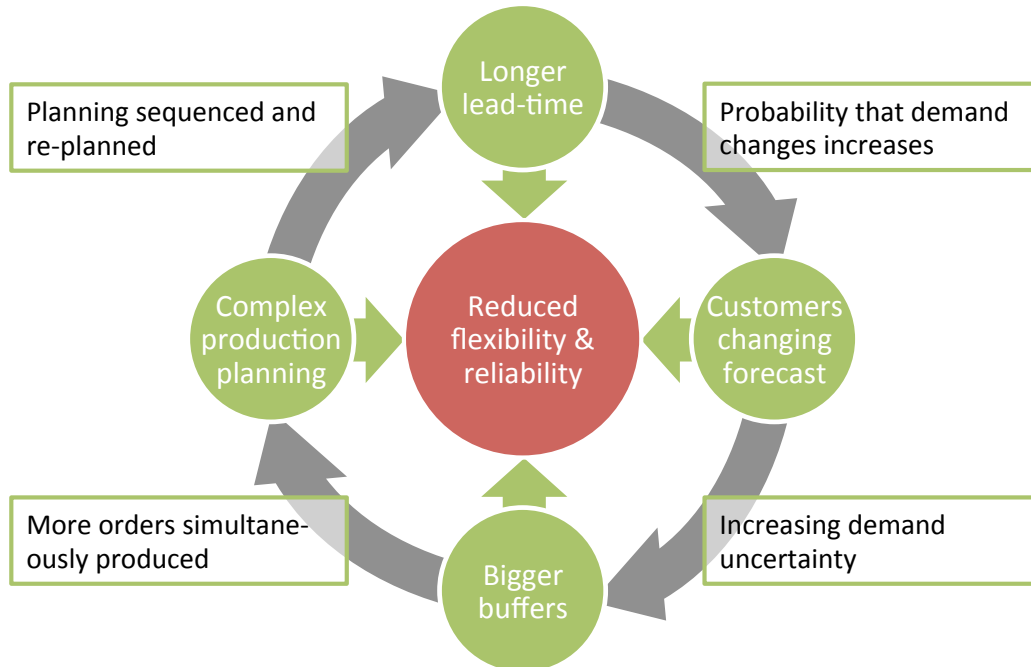 Longer
lead-time
Planning sequenced and
re-planned
Probability that demand
changes increases
Complex
production
planning
Reduced
flexibility &
reliability
Customers
changing
forecast
More orders simultane-
ously produced
Increasing demand
uncertainty
Bigger
buffers